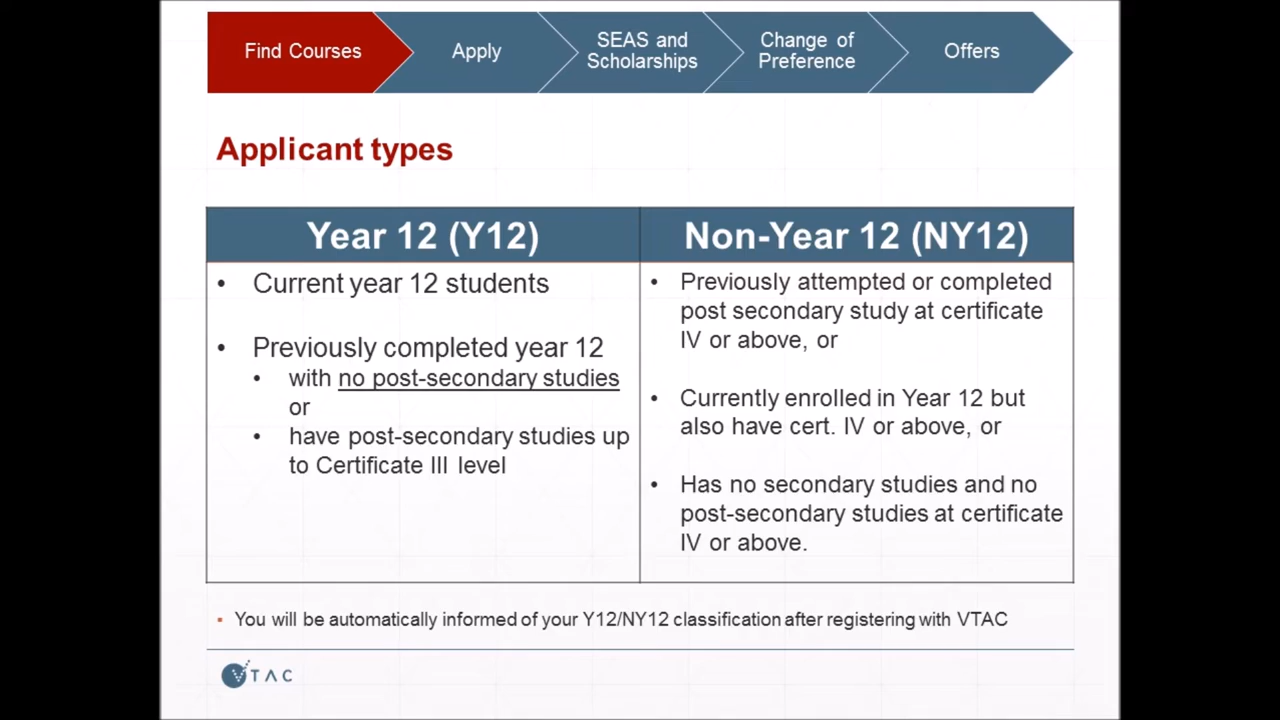 Find Courses
Apply
SEAS and
Scholarships
Change of
Preference
Offers
Applicant types
Year 12 (Y12)
• Current year 12 students
• Previously completed year 12
• with no post-secondary studies
or
• have post-secondary studies up
to Certificate III level
Non-Year 12 (NY12)
• Previously attempted or completed
post secondary study at certificate
IV or above, or
• Currently enrolled in Year 12 but
also have cert. IV or above, or
• Has no secondary studies and no
post-secondary studies at certificate
IV or above.
▪ You will be automatically informed of your Y12/NY12 classification after registering with VTAC
VTAC